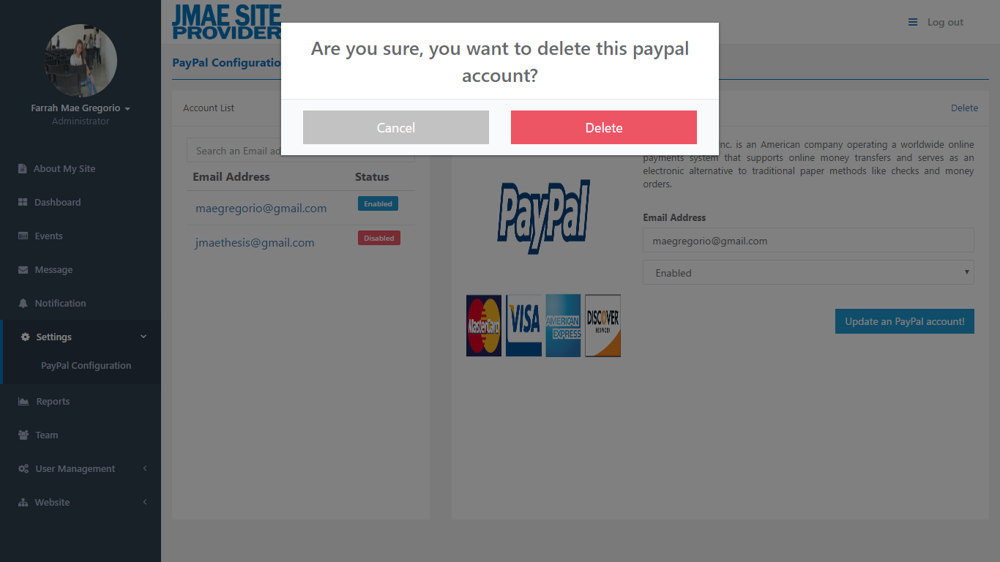 JMAE SITE
PROVIDER
Farrah Mae Gregorio
Administrator
About My Site
Dashboard
Events
Message
Notification
Settings
PayPal Configuration
Reports
Team
User Management
Website
Log out
PayPal Configuratio
Are you sure, you want to delete this paypal
account?
Cancel
Delete
Account List
Search an Email ad
Email Address Status
maegregorio@gmail.com Enabled
jmaethesis@gmail.com Disabled
Delete
PayPal
MasterCard
VISA
AMERICAN
EXPRESS
DISCOVER
NETWORK
nc. is an American company operating a worldwide online
payments system that supports online money transfers and serves as an
electronic alternative to traditional paper methods like checks and money
orders.
Email Address
maegregorio@gmail.com
Enabled
Update an PayPal account!